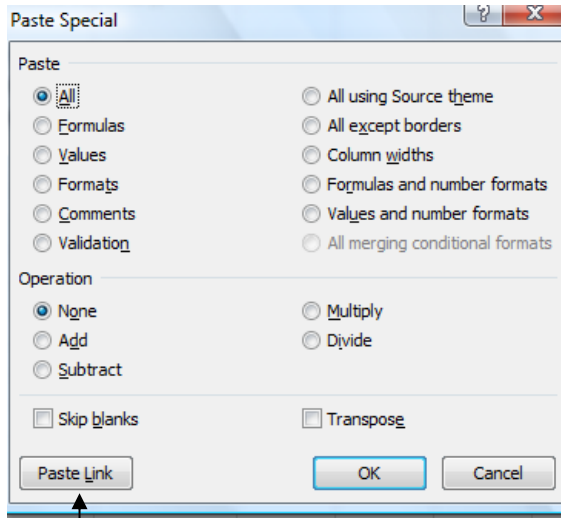 Paste Special
Paste
All
All using Source theme
Formulas
All except borders
Values
Column widths
Formats
Formulas and number formats
Comments
Values and number formats
Validation
All merging conditional formats
Operation
None
Multiply
Add
Divide
Subtract
Skip blanks
Transpose
Paste Link
OK
Cancel